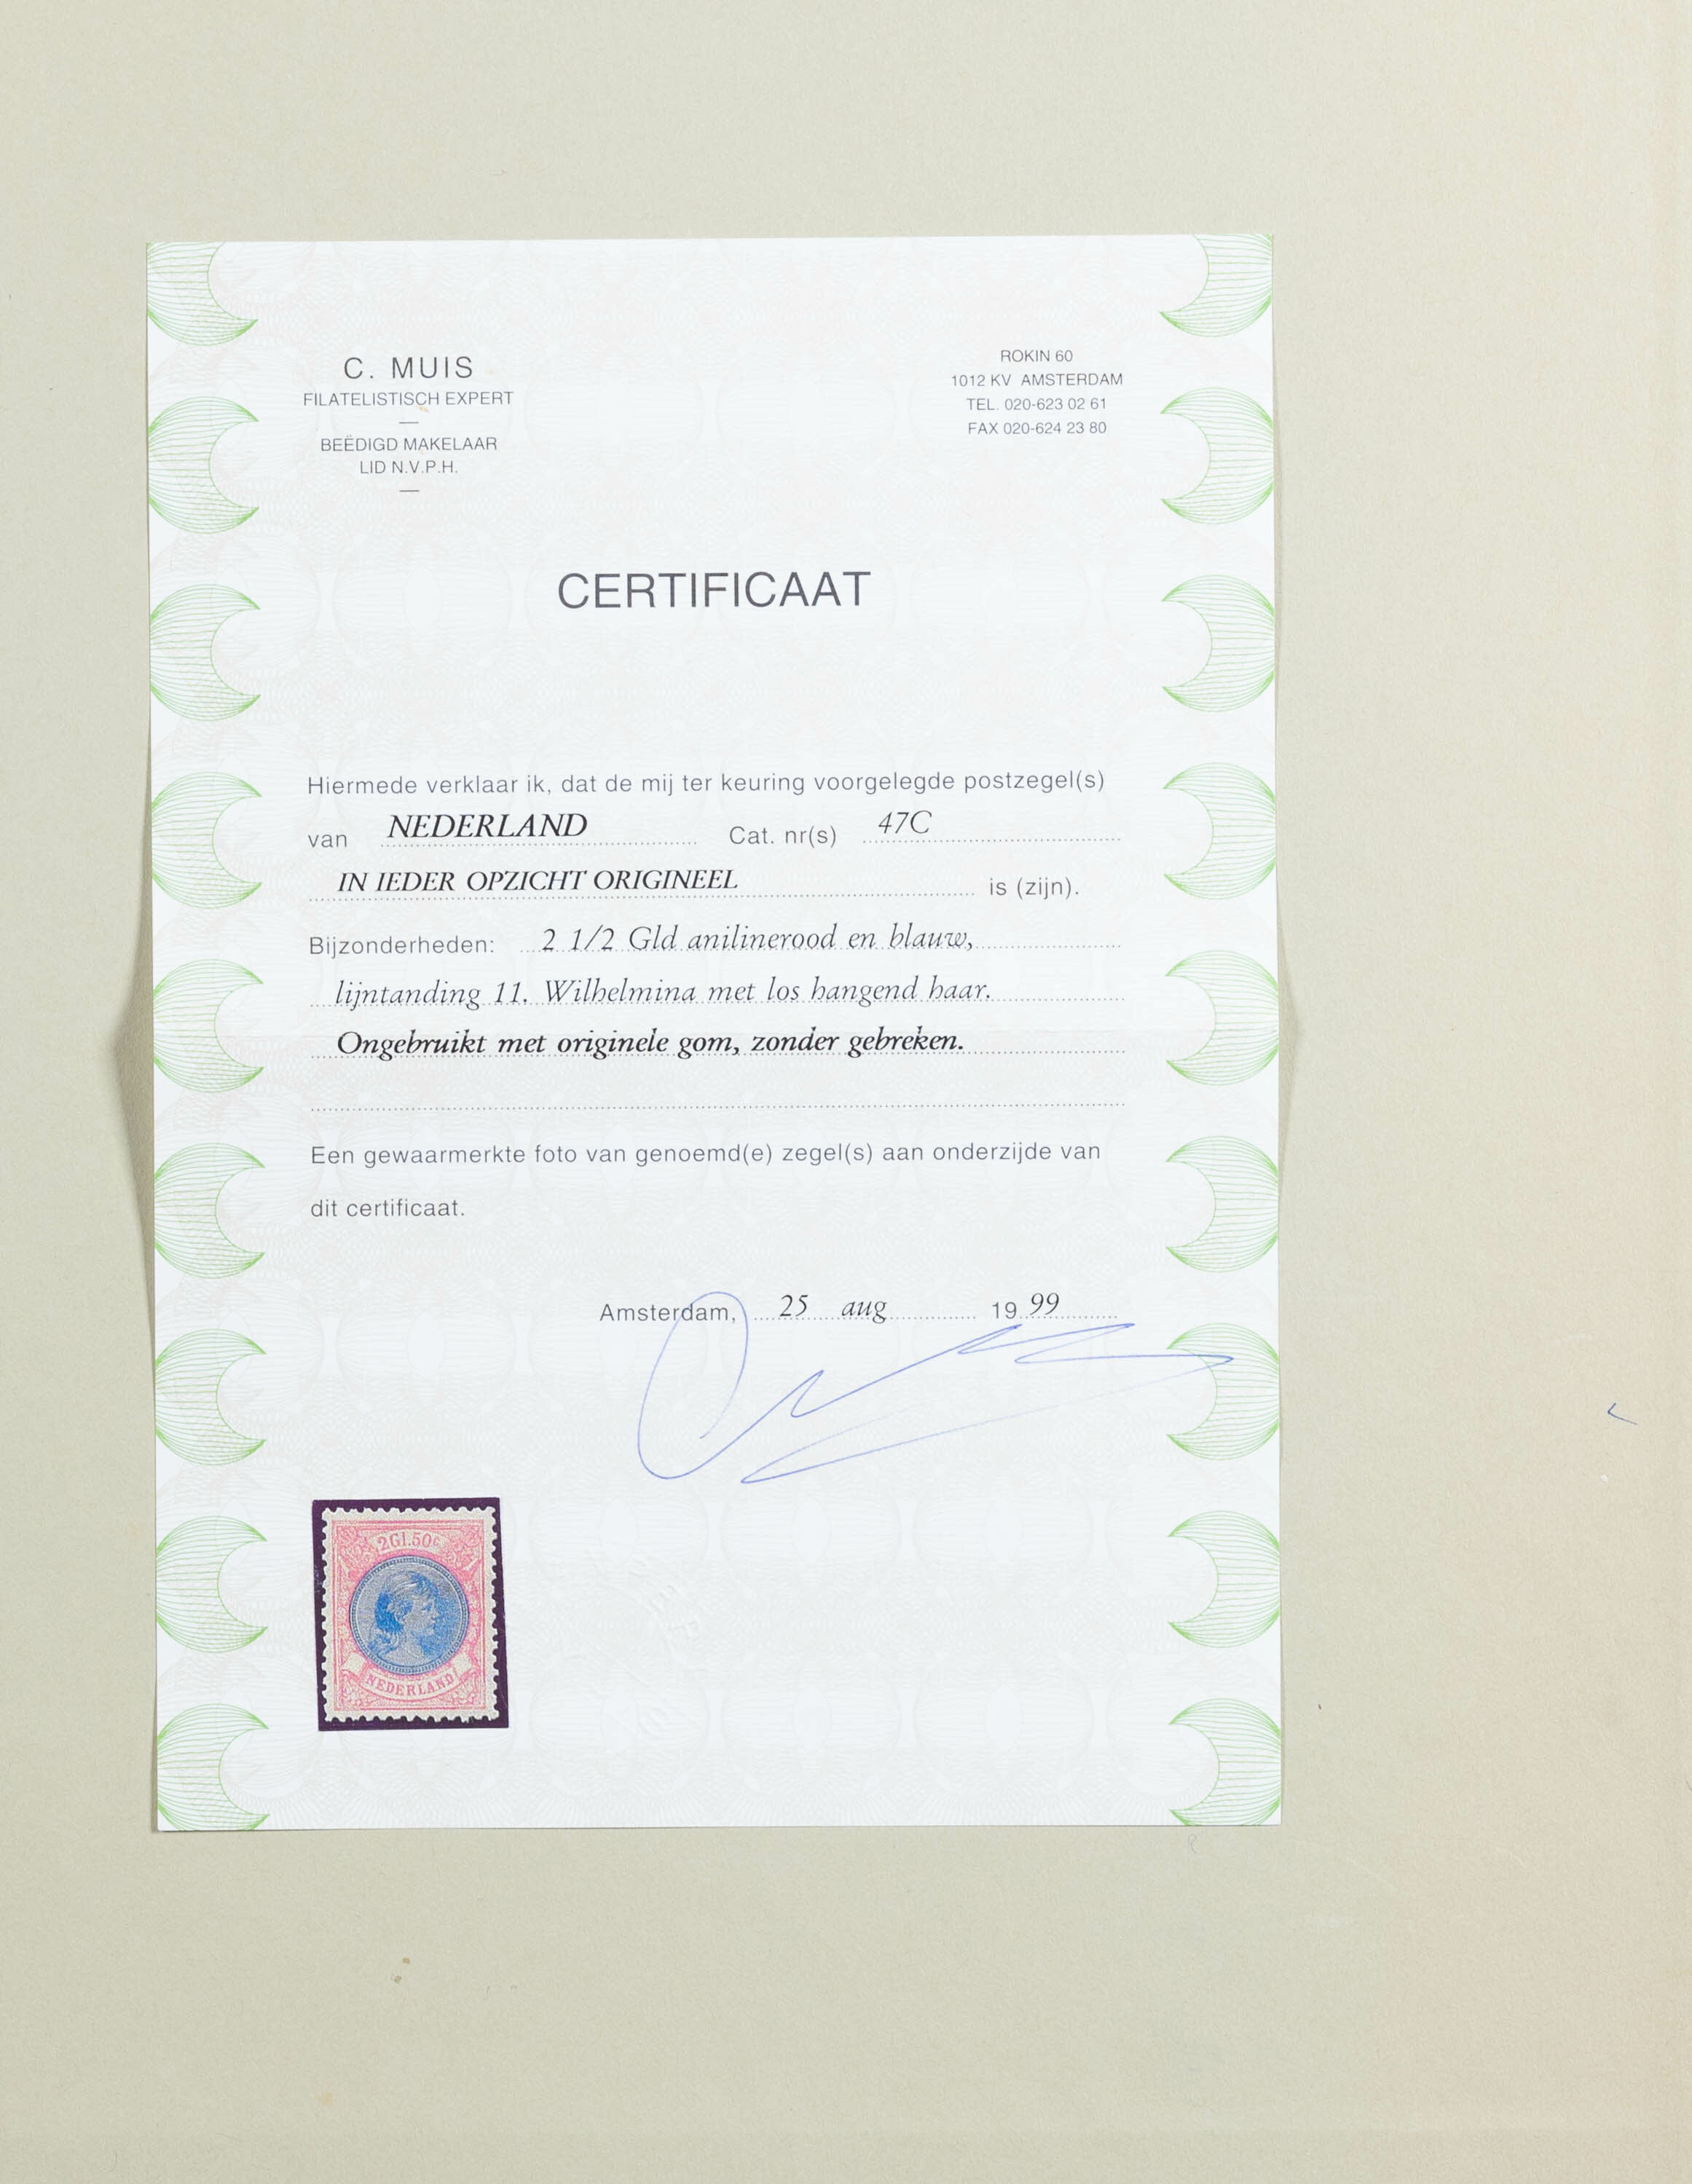 C. MUIS
FILATELISTISCH EXPERT
BEËDIGD MAKELAAR
LID N.V.P.H.
ROKIN 60
1012 KV AMSTERDAM
TEL. 020-623 02 61
FAX 020-624 23 80
CERTIFICAAT
Hiermede verklaar ik, dat de mij ter keuring voorgelegde postzegel(s)
van NEDERLAND Cat. nr(s) 47C
IN IEDER OPZICHT ORIGINEEL is (zijn).
Bijzonderheden: 2 1/2 Gld anilinerood en blauw,
lijntanding 11. Wilhelmina met los hangend haar.
Ongebruikt met originele gom, zonder gebreken.
Een gewaarmerkte foto van genoemd(e) zegel(s) aan onderzijde van
dit certificaat.
Amsterdam, 25 aug 19 99
2Gl.50c
NEDERLAND